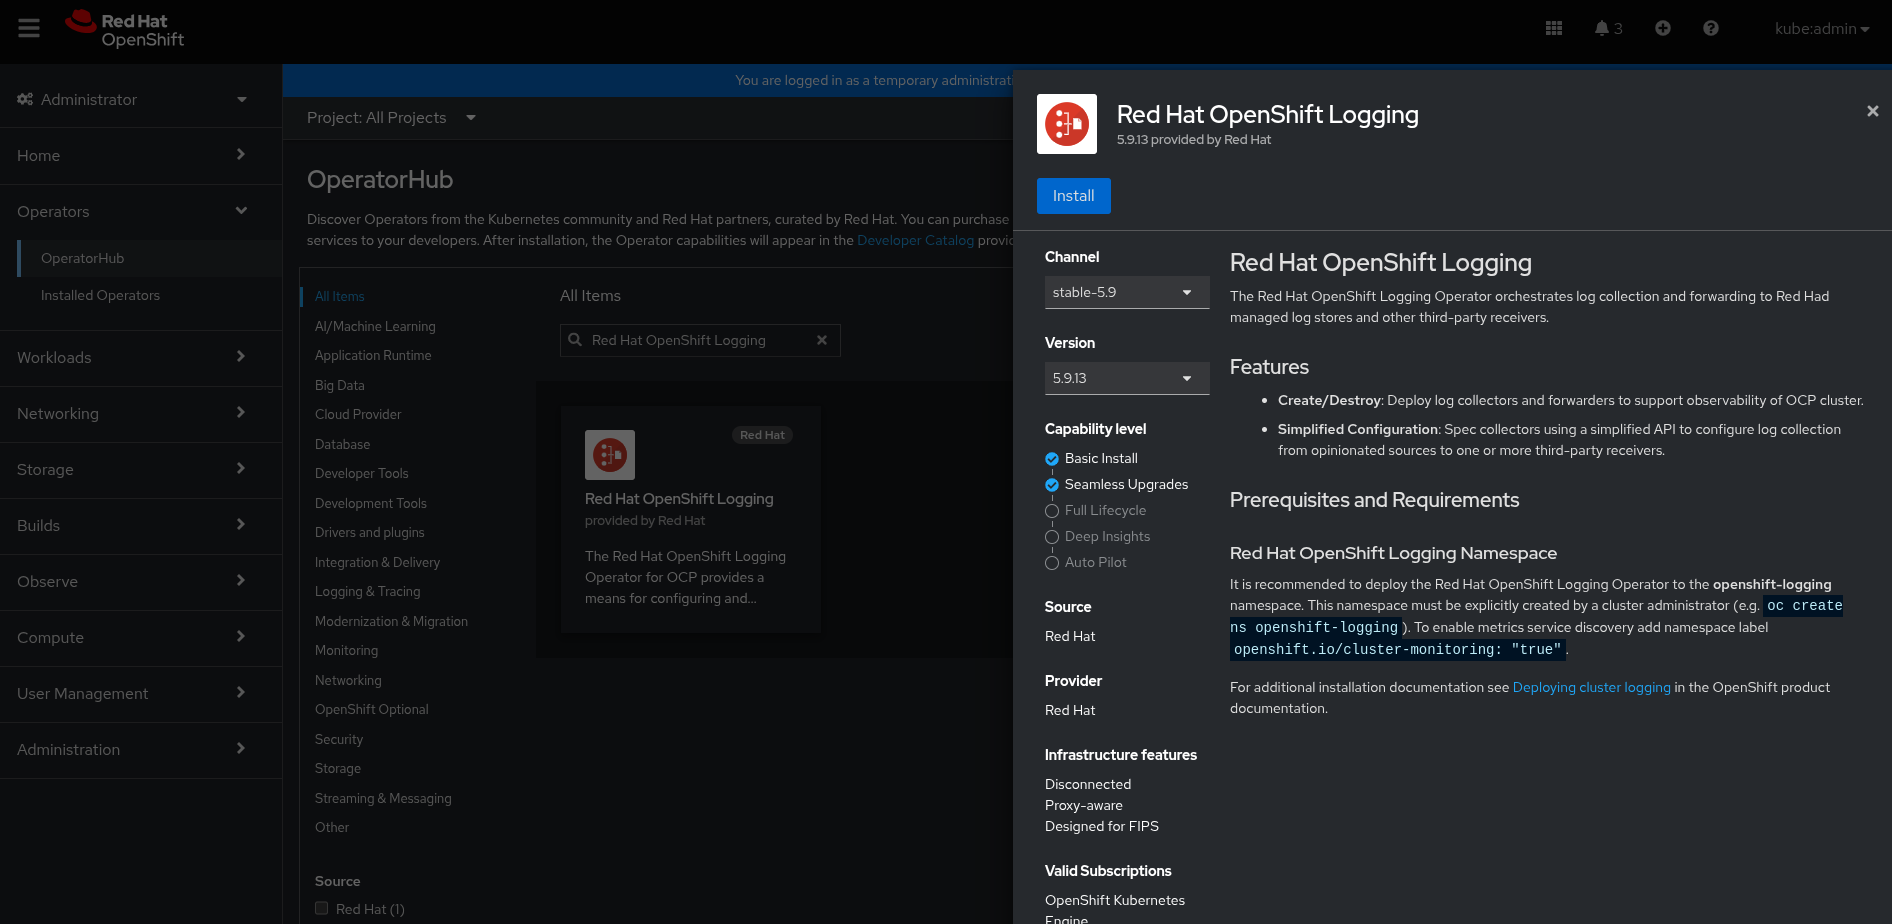 Red Hat
OpenShift
3
kube:admin
You are logged in as a temporary administrat
Administrator
Home
Operators
OperatorHub
Installed Operators
Workloads
Networking
Storage
Builds
Observe
Compute
User Management
Administration
Project: All Projects
OperatorHub
Discover Operators from the Kubernetes community and Red Hat partners, curated by Red Hat. You can purchase
services to your developers. After installation, the Operator capabilities will appear in the Developer Catalog provid
All Items
AI/Machine Learning
Application Runtime
Big Data
Cloud Provider
Database
Developer Tools
Development Tools
Drivers and plugins
Integration & Delivery
Logging & Tracing
Modernization & Migration
Monitoring
Networking
OpenShift Optional
Security
Storage
Streaming & Messaging
Other
Source
Red Hat (1)
All Items
Red Hat OpenShift Logging
Red Hat
Red Hat OpenShift Logging
provided by Red Hat
The Red Hat OpenShift Logging
Operator for OCP provides a
means for configuring and...
Red Hat OpenShift Logging
5.9.13 provided by Red Hat
Install
Channel
stable-5.9
Version
5.9.13
Capability level
Basic Install
Seamless Upgrades
Full Lifecycle
Deep Insights
Auto Pilot
Source
Red Hat
Provider
Red Hat
Infrastructure features
Disconnected
Proxy-aware
Designed for FIPS
Valid Subscriptions
OpenShift Kubernetes
Engine
Red Hat OpenShift Logging
The Red Hat OpenShift Logging Operator orchestrates log collection and forwarding to Red Had
managed log stores and other third-party receivers.
Features
• Create/Destroy: Deploy log collectors and forwarders to support observability of OCP cluster.
• Simplified Configuration: Spec collectors using a simplified API to configure log collection
from opinionated sources to one or more third-party receivers.
Prerequisites and Requirements
Red Hat OpenShift Logging Namespace
It is recommended to deploy the Red Hat OpenShift Logging Operator to the openshift-logging
namespace. This namespace must be explicitly created by a cluster administrator (e.g. oc create
ns openshift-logging). To enable metrics service discovery add namespace label
openshift.io/cluster-monitoring: "true".
For additional installation documentation see Deploying cluster logging in the OpenShift product
documentation.